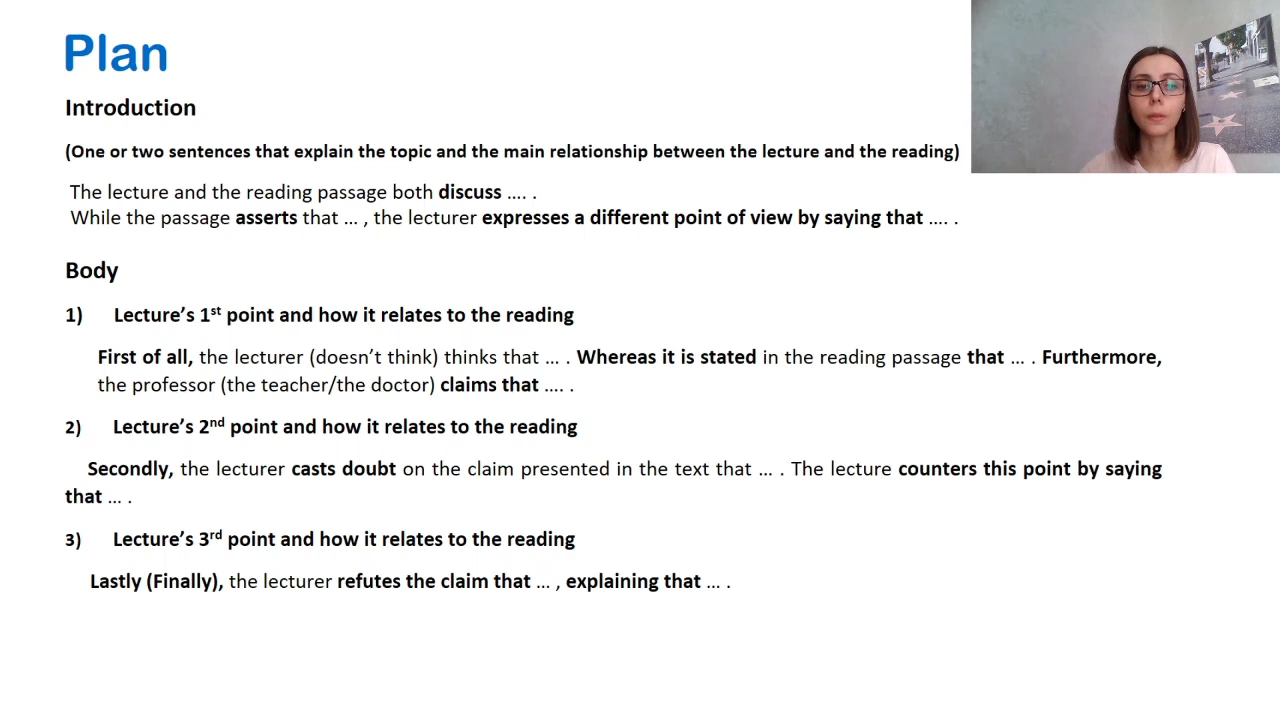 Plan
Introduction
(One or two sentences that explain the topic and the main relationship between the lecture and the reading)
The lecture and the reading passage both discuss .... .
While the passage asserts that ... , the lecturer expresses a different point of view by saying that .... .
Body
1) Lecture's 1st point and how it relates to the reading
First of all, the lecturer (doesn't think) thinks that ... . Whereas it is stated in the reading passage that ... . Furthermore,
the professor (the teacher/the doctor) claims that .... .
2) Lecture's 2nd point and how it relates to the reading
Secondly, the lecturer casts doubt on the claim presented in the text that ... . The lecture counters this point by saying
that ... .
3) Lecture's 3rd point and how it relates to the reading
Lastly (Finally), the lecturer refutes the claim that ... , explaining that ... .